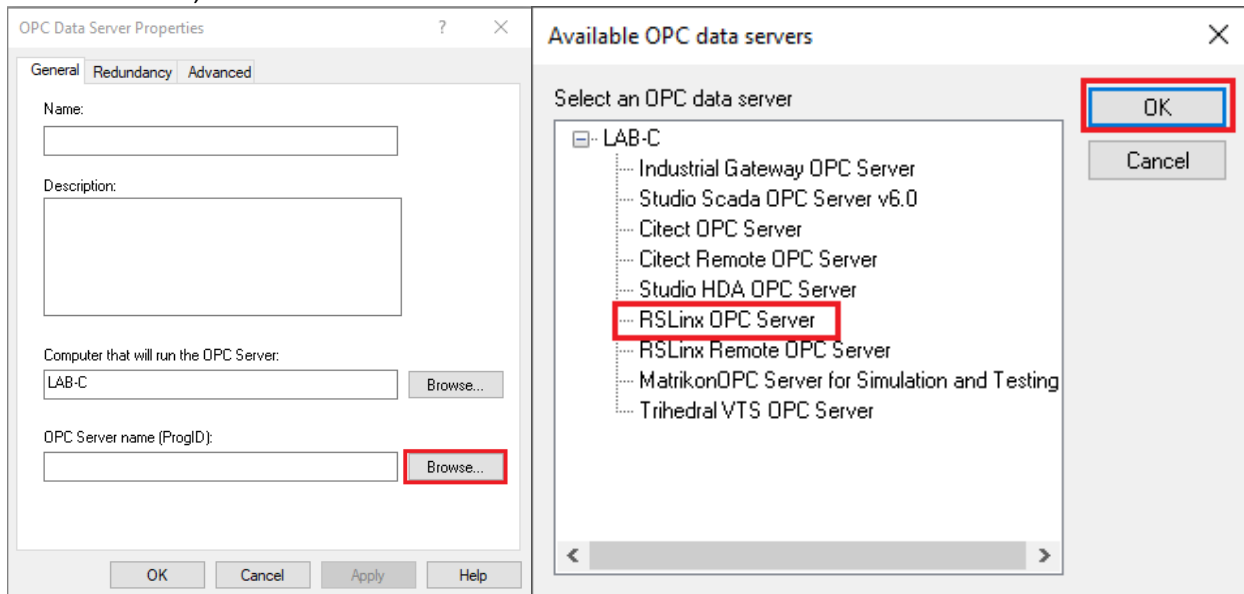 OPC Data Server Properties
General Redundancy Advanced
Name:
Description:
Computer that will run the OPC Server:
LAB-C
Browse...
OPC Server name (ProgID):
Browse...
OK Cancel Apply Help
Available OPC data servers
Select an OPC data server
OK
Cancel
LAB-C
Industrial Gateway OPC Server
Studio Scada OPC Server v6.0
Citect OPC Server
Citect Remote OPC Server
Studio HDA OPC Server
RSLinx OPC Server
RSLinx Remote OPC Server
MatrikonOPC Server for Simulation and Testing
Trihedral VTS OPC Server